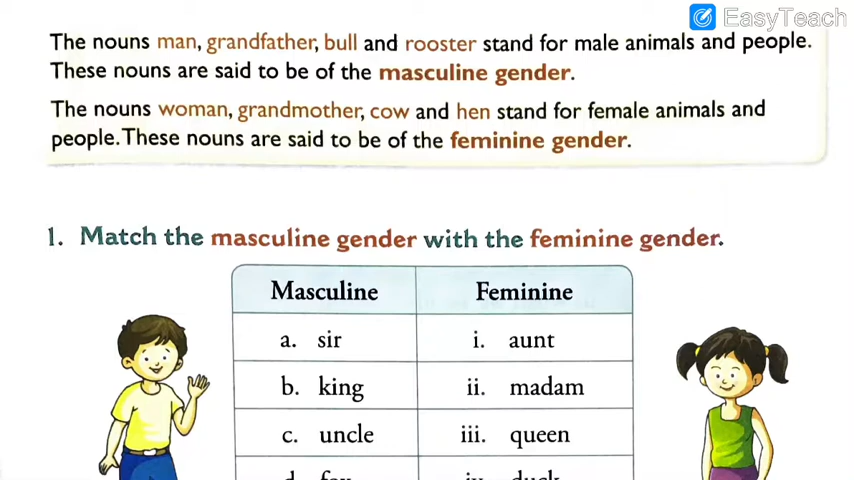 EasyTeach
The nouns man, grandfather, bull and rooster stand for male animals and people.
These nouns are said to be of the masculine gender.
The nouns woman, grandmother, cow and hen stand for female animals and
people. These nouns are said to be of the feminine gender.
1. Match the masculine gender with the feminine gender.
Masculine Feminine
a. sir i. aunt
b. king ii. madam
c. uncle iii. queen
d. fox iv. duck